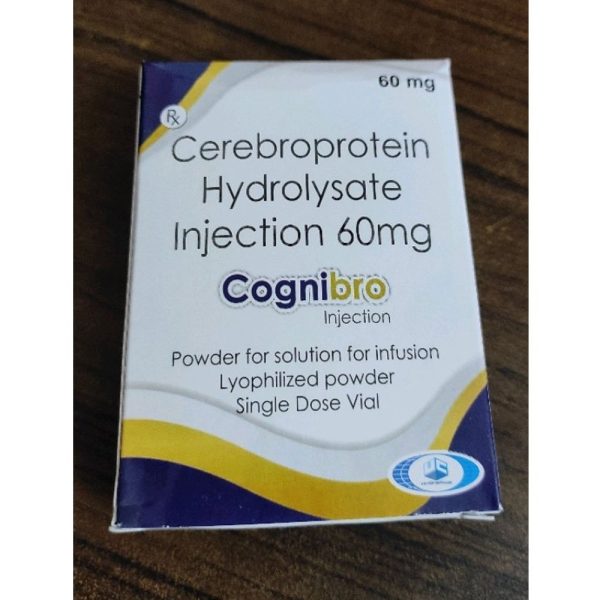 60 mg
Rx
Cerebroprotein
Hydrolysate
Injection 60mg
Cognibro
Injection
Powder for solution for infusion
Lyophilized powder
Single Dose Vial